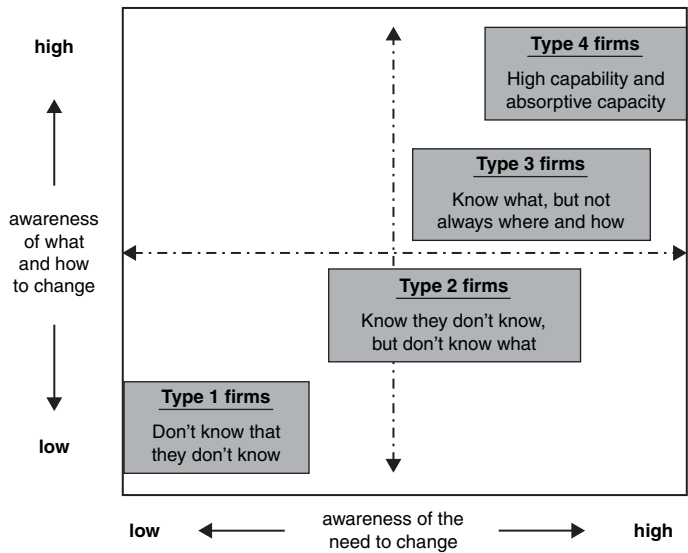 high
Type 4 firms
High capability and
absorptive capacity
Type 3 firms
Know what, but not
always where and how
awareness
of what
and how
to change
Type 2 firms
Know they don't know,
but don't know what
Type 1 firms
Don't know that
they don't know
low
low
awareness of the
need to change
high